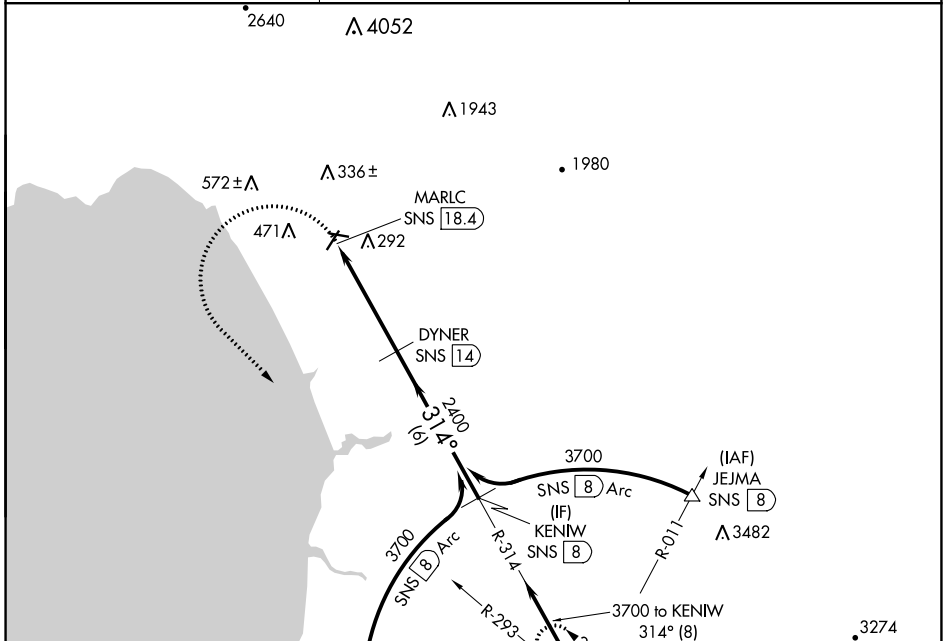 2640
4052
1943
1980
336±
572±
MARLC
SNS 18.4
471
292
DYNER
SNS 14
2400
314°
(6)
3700
SNS 8 Arc
(IAF)
JEJMA
SNS 8
(IF)
KENIW
SNS 8
3482
3700
SNS 8 Arc
R-314
R-011
R-293
3700 to KENIW
314° (8)
3274